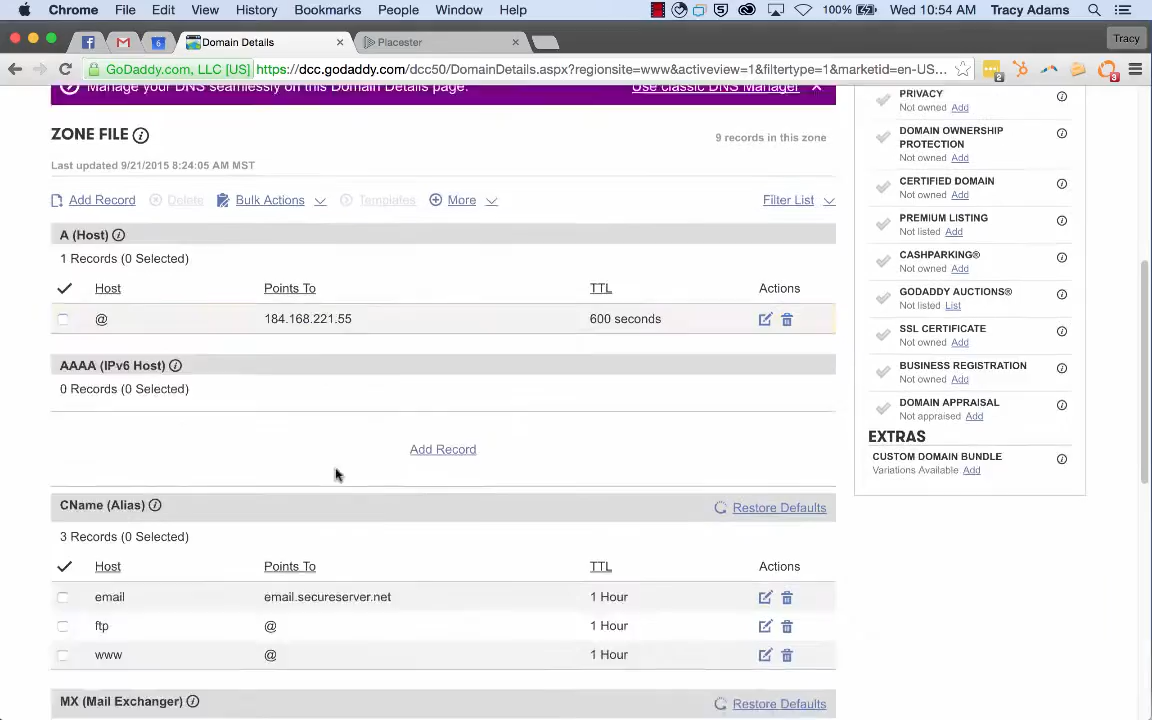 Chrome File Edit View History Bookmarks People Window Help 100% Wed 10:54 AM Tracy Adams
Domain Details Placester Tracy
GoDaddy.com, LLC [US] https://dcc.godaddy.com/dcc50/DomainDetails.aspx?regionsite=www&activeview=1&filtertype=1&marketid=en-US... 2 3
Manage your DNS seamlessly on this Domain Details page. Use classic DNS Manager
ZONE FILE
9 records in this zone
Last updated 9/21/2015 8:24:05 AM MST
Add Record Delete Bulk Actions Templates More Filter List
A (Host)
1 Records (0 Selected)
Host Points To TTL Actions
@ 184.168.221.55 600 seconds
AAAA (IPv6 Host)
0 Records (0 Selected)
Add Record
CName (Alias) Restore Defaults
3 Records (0 Selected)
Host Points To TTL Actions
email email.secureserver.net 1 Hour
ftp @ 1 Hour
www @ 1 Hour
MX (Mail Exchanger) Restore Defaults
PRIVACY
Not owned Add
DOMAIN OWNERSHIP
PROTECTION
Not owned Add
CERTIFIED DOMAIN
Not owned Add
PREMIUM LISTING
Not listed Add
CASHPARKING®
Not owned Add
GODADDY AUCTIONS®
Not listed List
SSL CERTIFICATE
Not owned Add
BUSINESS REGISTRATION
Not owned Add
DOMAIN APPRAISAL
Not appraised Add
EXTRAS
CUSTOM DOMAIN BUNDLE
Variations Available Add